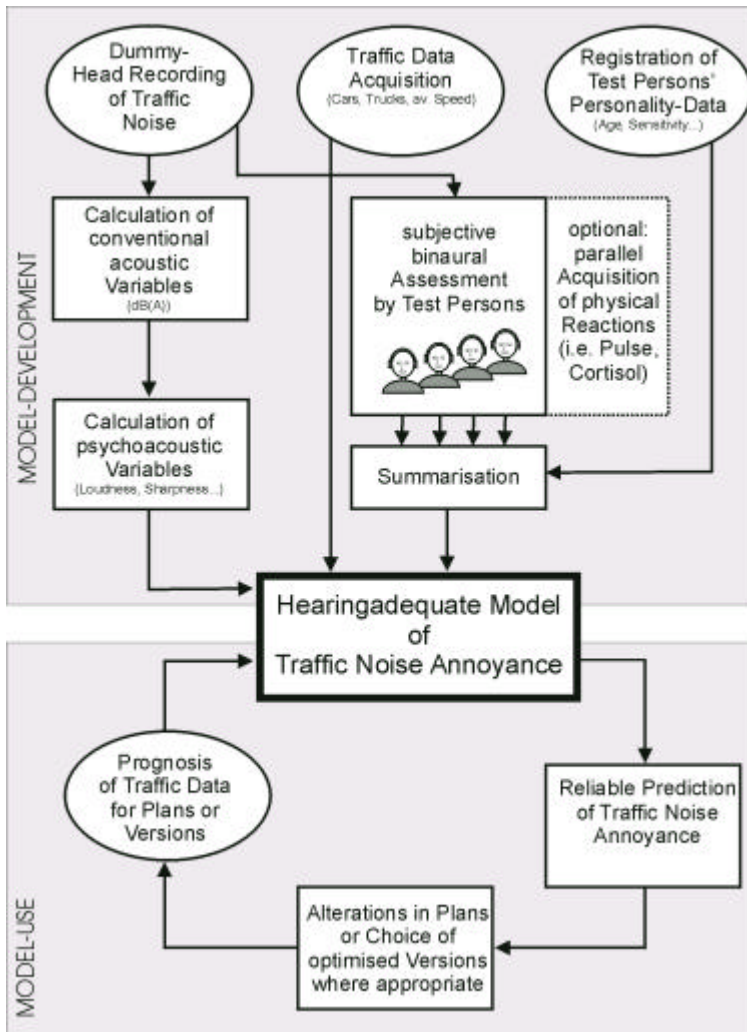 Dummy-
Head Recording
of Traffic
Noise
Traffic Data
Acquisition
(Cars, Trucks, av. Speed)
Registration of
Test Persons'
Personality-Data
(Age, Sensitivity...)
MODEL-DEVELOPMENT
Calculation of
conventional
acoustic
Variables
(dB(A))
subjective
binaural
Assessment
by Test Persons
optional:
parallel
Acquisition
of physical
Reactions
(i.e. Pulse,
Cortisol)
Calculation of
psychoacoustic
Variables
(Loudness, Sharpness...)
Summarisation
Hearingadequate Model
of
Traffic Noise Annoyance
MODEL-USE
Prognosis
of Traffic Data
for Plans or
Versions
Reliable Prediction
of Traffic Noise
Annoyance
Alterations in Plans
or Choice of
optimised Versions
where appropriate